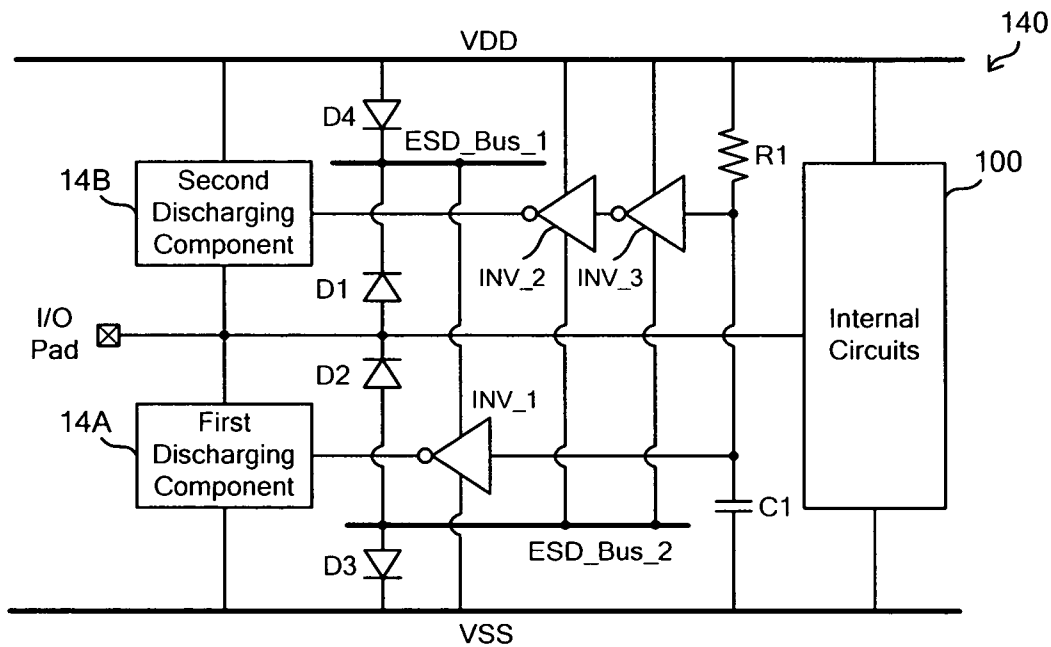 140
VDD
D4
ESD_Bus_1
R1
14B
Second
Discharging
Component
100
INV_2
INV_3
D1
I/O
Pad
Internal
Circuits
D2
INV_1
14A
First
Discharging
Component
C1
ESD_Bus_2
D3
VSS